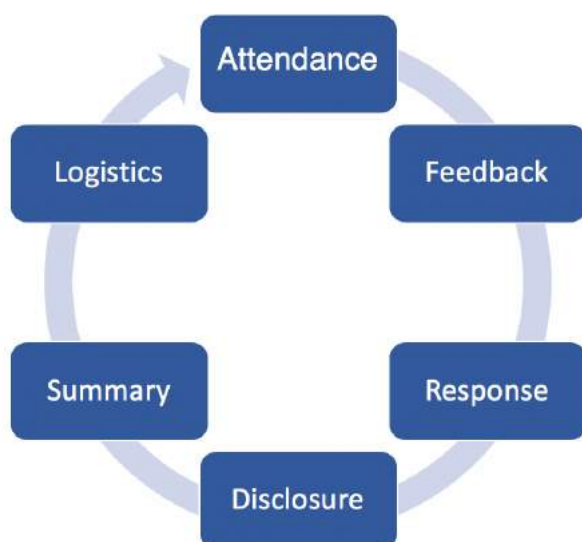 Attendance
Feedback
Response
Disclosure
Summary
Logistics